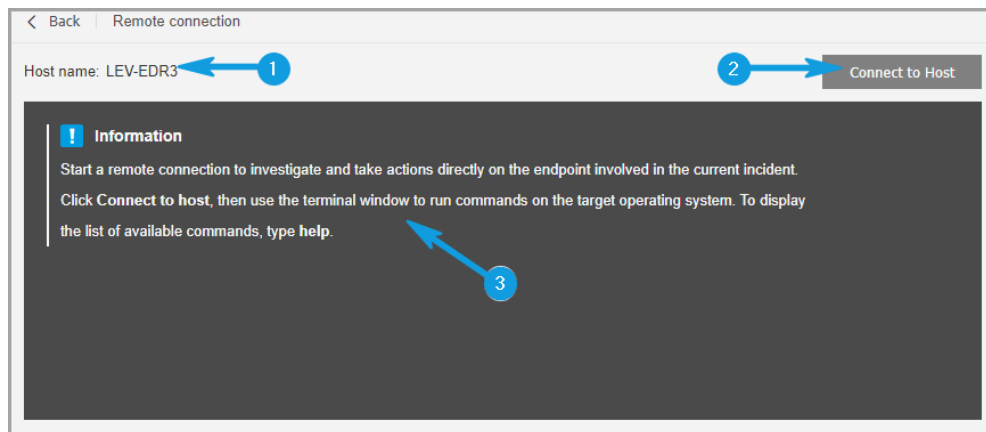 Back
Remote connection
Host name: LEV-EDR3
1
2
Connect to Host
! Information
Start a remote connection to investigate and take actions directly on the endpoint involved in the current incident.
Click Connect to host, then use the terminal window to run commands on the target operating system. To display
the list of available commands, type help.
3